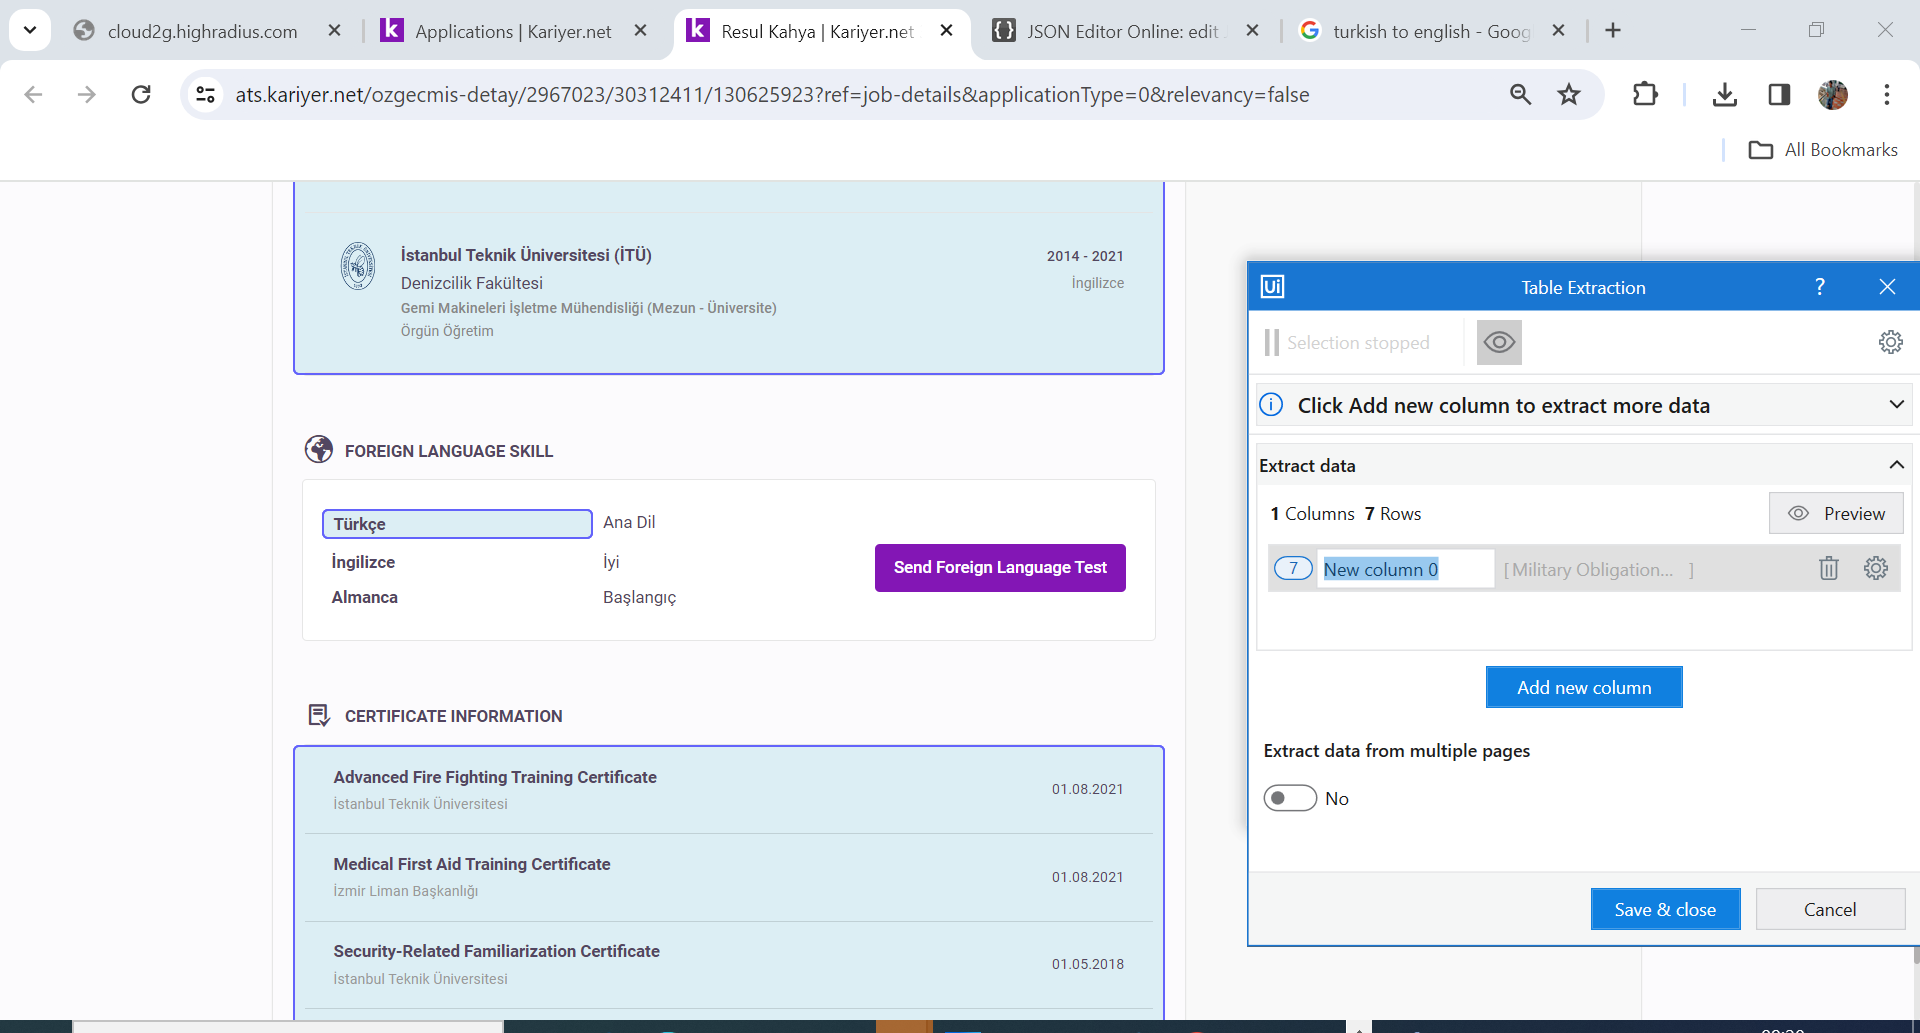 cloud2g.highradius.com
Applications | Kariyer.net
Resul Kahya | Kariyer.net
JSON Editor Online: edit
turkish to english - Goog
ats.kariyer.net/ozgecmis-detay/2967023/30312411/130625923?ref=job-details&applicationType=0&relevancy=false
All Bookmarks
İstanbul Teknik Üniversitesi (İTÜ)
2014 - 2021
Denizcilik Fakültesi
İngilizce
Gemi Makineleri İşletme Mühendisliği (Mezun - Üniversite)
Örgün Öğretim
FOREIGN LANGUAGE SKILL
Türkçe
Ana Dil
İngilizce
İyi
Almanca
Başlangıç
Send Foreign Language Test
CERTIFICATE INFORMATION
Advanced Fire Fighting Training Certificate
İstanbul Teknik Üniversitesi
01.08.2021
Medical First Aid Training Certificate
İzmir Liman Başkanlığı
01.08.2021
Security-Related Familiarization Certificate
İstanbul Teknik Üniversitesi
01.05.2018
Ui
Table Extraction
?
Selection stopped
Click Add new column to extract more data
Extract data
1 Columns 7 Rows
Preview
7
New column 0
[ Military Obligation... ]
Add new column
Extract data from multiple pages
No
Save & close
Cancel